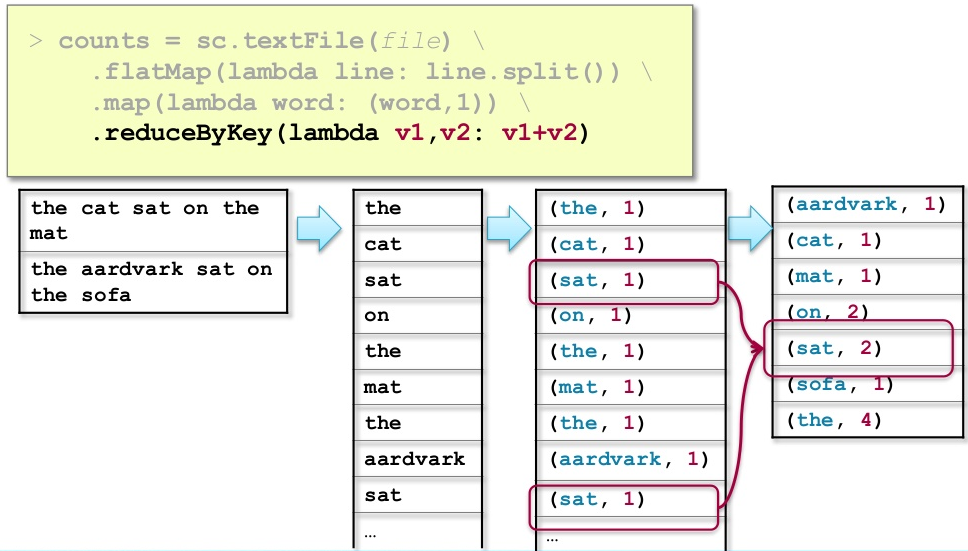 > counts = sc.textFile(file) \
.flatMap(lambda line: line.split()) \
.map(lambda word: (word,1)) \
.reduceByKey(lambda v1,v2: v1+v2)
the cat sat on the
mat
the aardvark sat on
the sofa
the
cat
sat
on
the
mat
the
aardvark
sat
…
(the, 1)
(cat, 1)
(sat, 1)
(on, 1)
(the, 1)
(mat, 1)
(the, 1)
(aardvark, 1)
(sat, 1)
…
(aardvark, 1)
(cat, 1)
(mat, 1)
(on, 2)
(sat, 2)
(sofa, 1)
(the, 4)